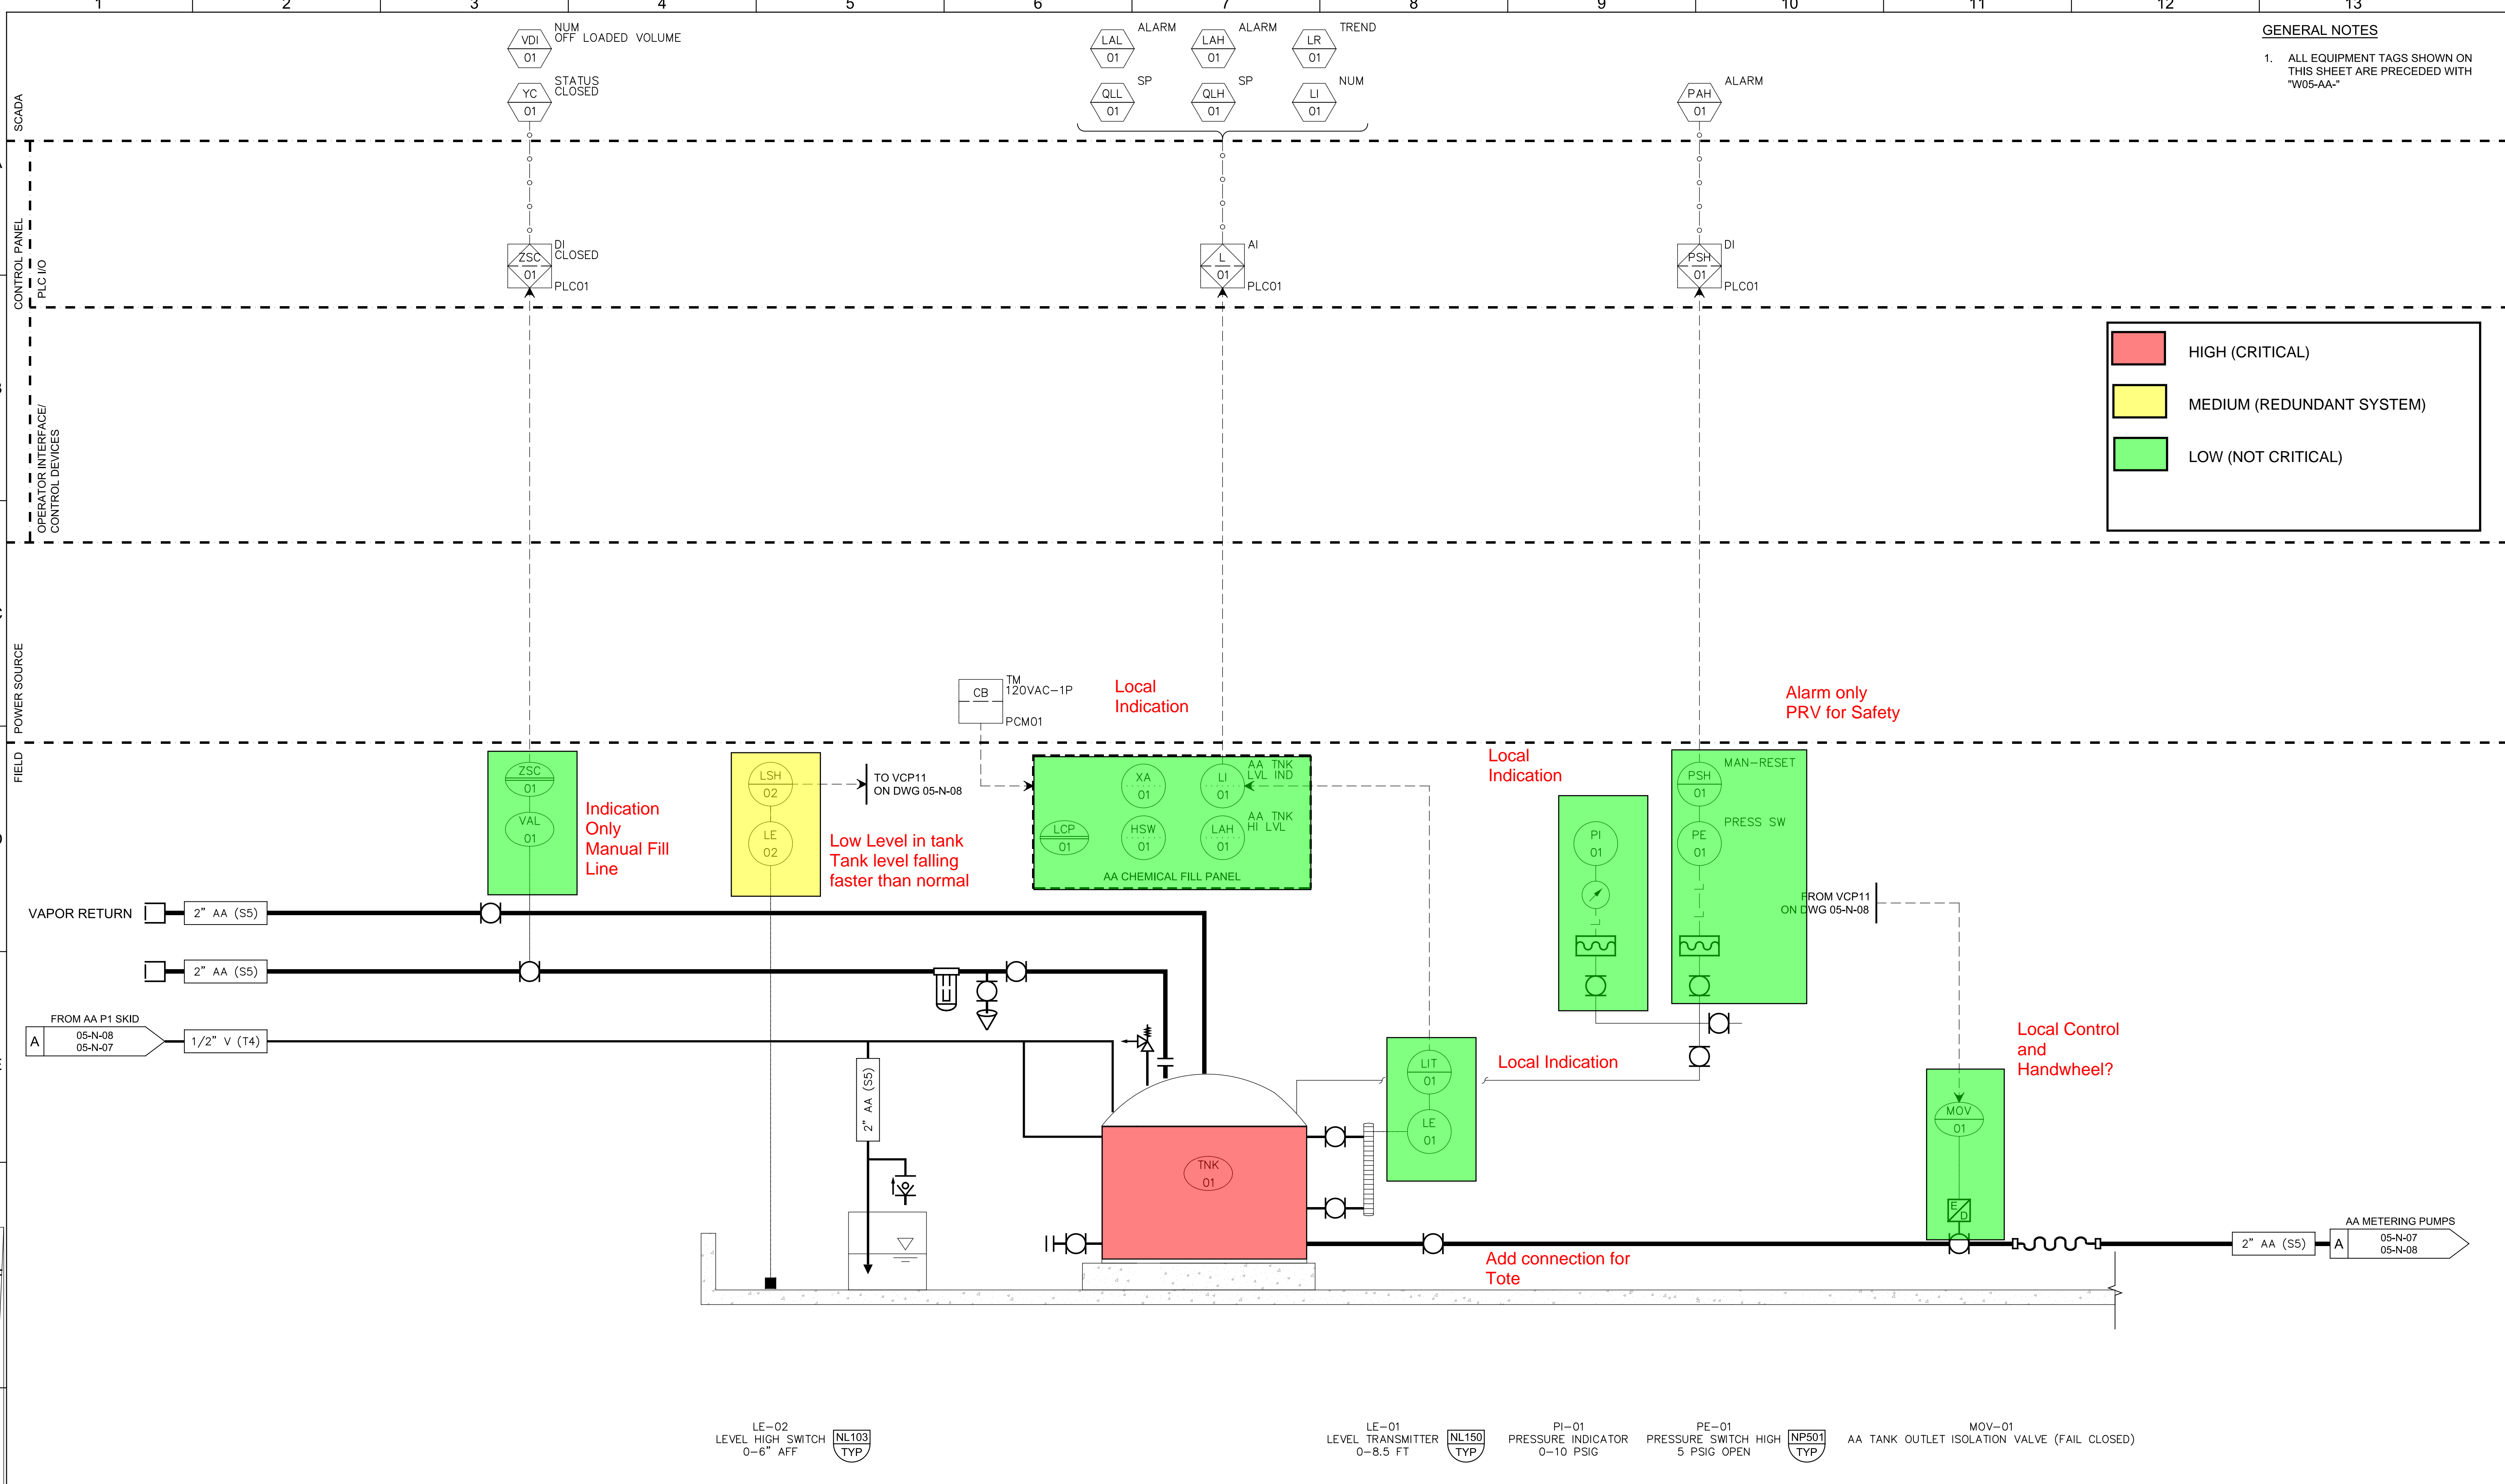 1 2 3 4 5 6 7 8 9 10 11 12 13
GENERAL NOTES
1. ALL EQUIPMENT TAGS SHOWN ON
THIS SHEET ARE PRECEDED WITH
"W05-AA-"
SCADA
VDI
01
NUM
OFF LOADED VOLUME
YC
01
STATUS
CLOSED
LAL
01
ALARM
LAH
01
ALARM
LR
01
TREND
QLL
01
SP
QLH
01
SP
LI
01
NUM
PAH
01
ALARM
CONTROL PANEL
PLC I/O
ZSC
01
DI
CLOSED
PLC01
L
01
AI
PLC01
PSH
01
DI
PLC01
HIGH (CRITICAL)
MEDIUM (REDUNDANT SYSTEM)
LOW (NOT CRITICAL)
OPERATOR INTERFACE/
CONTROL DEVICES
POWER SOURCE
CB
TM
120VAC-1P
PCM01
Local
Indication
Alarm only
PRV for Safety
FIELD
ZSC
01
VAL
01
Indication
Only
Manual Fill
Line
LSH
02
LE
02
TO VCP11
ON DWG 05-N-08
Low Level in tank
Tank level falling
faster than normal
XA
01
LI
01
AA TNK
LVL IND
LCP
01
HSW
01
LAH
01
AA TNK
HI LVL
AA CHEMICAL FILL PANEL
Local
Indication
PI
01
PSH
01
MAN-RESET
PE
01
PRESS SW
FROM VCP11
ON DWG 05-N-08
VAPOR RETURN
2" AA (S5)
2" AA (S5)
FROM AA P1 SKID
A
05-N-08
05-N-07
1/2" V (T4)
2" AA (S5)
LIT
01
LE
01
Local Indication
Local Control
and
Handwheel?
MOV
01
E
D
TNK
01
Add connection for
Tote
2" AA (S5)
AA METERING PUMPS
A
05-N-07
05-N-08
LE-02
LEVEL HIGH SWITCH
0-6" AFF
NL103
TYP
LE-01
LEVEL TRANSMITTER
0-8.5 FT
NL150
TYP
PI-01
PRESSURE INDICATOR
0-10 PSIG
PE-01
PRESSURE SWITCH HIGH
5 PSIG OPEN
NP501
TYP
MOV-01
AA TANK OUTLET ISOLATION VALVE (FAIL CLOSED)